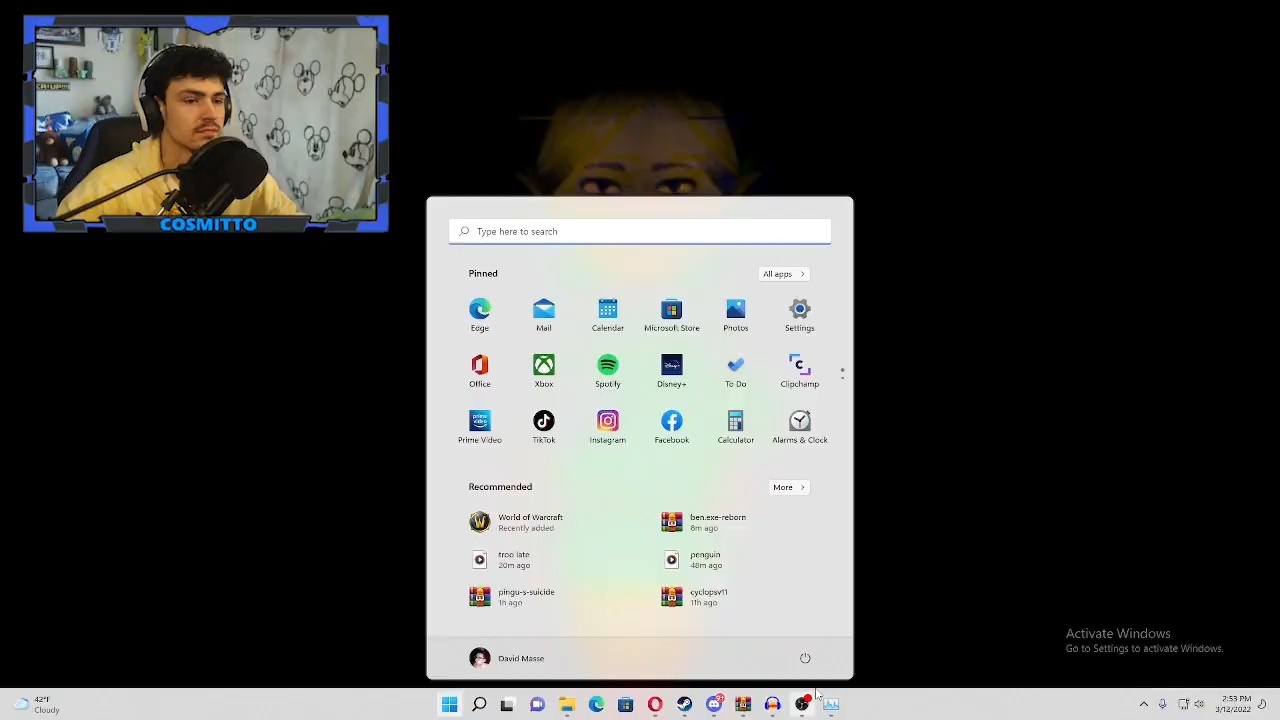 COSMITTO
Type here to search
Pinned
All apps
Edge
Mail
Calendar
Microsoft Store
Photos
Settings
Office
Xbox
Spotify
Disney+
To Do
Clipchamp
prime video
Prime Video
TikTok
Instagram
Facebook
Calculator
Alarms & Clock
Recommended
More
World of Warcraft
Recently added
ben.exe-reborn
8m ago
troo late
20m ago
penguin
48m ago
pingu-s-suicide
1h ago
cyclopsv11
11h ago
David Masse
Activate Windows
Go to Settings to activate Windows.
42°F
Cloudy
2:53 PM
3/12/2022